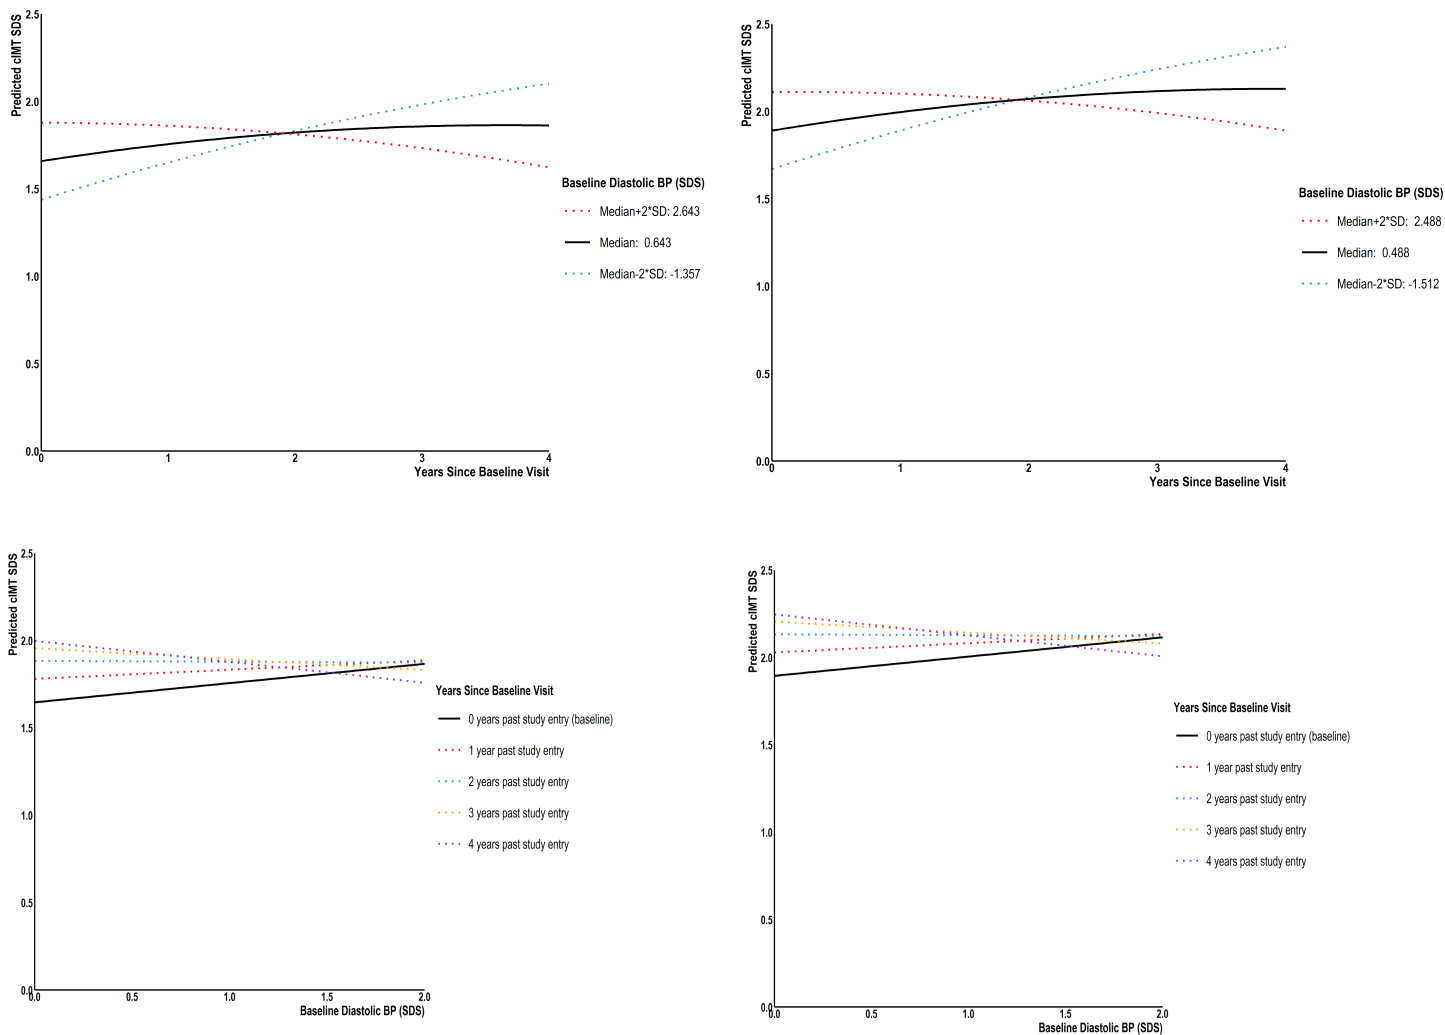 Predicted cIMT SDS
2.5
2.0
1.5
1.0
0.5
0.0
0
1
2
3
4
Years Since Baseline Visit
Baseline Diastolic BP (SDS)
Median+2*SD: 2.643
Median: 0.643
Median-2*SD: -1.357
Predicted cIMT SDS
2.5
2.0
1.5
1.0
0.5
0.0
0
1
2
3
4
Years Since Baseline Visit
Baseline Diastolic BP (SDS)
Median+2*SD: 2.488
Median: 0.488
Median-2*SD: -1.512
Predicted cIMT SDS
2.5
2.0
1.5
1.0
0.5
0.0
0.0
0.5
1.0
1.5
2.0
Baseline Diastolic BP (SDS)
Years Since Baseline Visit
0 years past study entry (baseline)
1 year past study entry
2 years past study entry
3 years past study entry
4 years past study entry
Predicted cIMT SDS
2.5
2.0
1.5
1.0
0.5
0.0
0.0
0.5
1.0
1.5
2.0
Baseline Diastolic BP (SDS)
Years Since Baseline Visit
0 years past study entry (baseline)
1 year past study entry
2 years past study entry
3 years past study entry
4 years past study entry